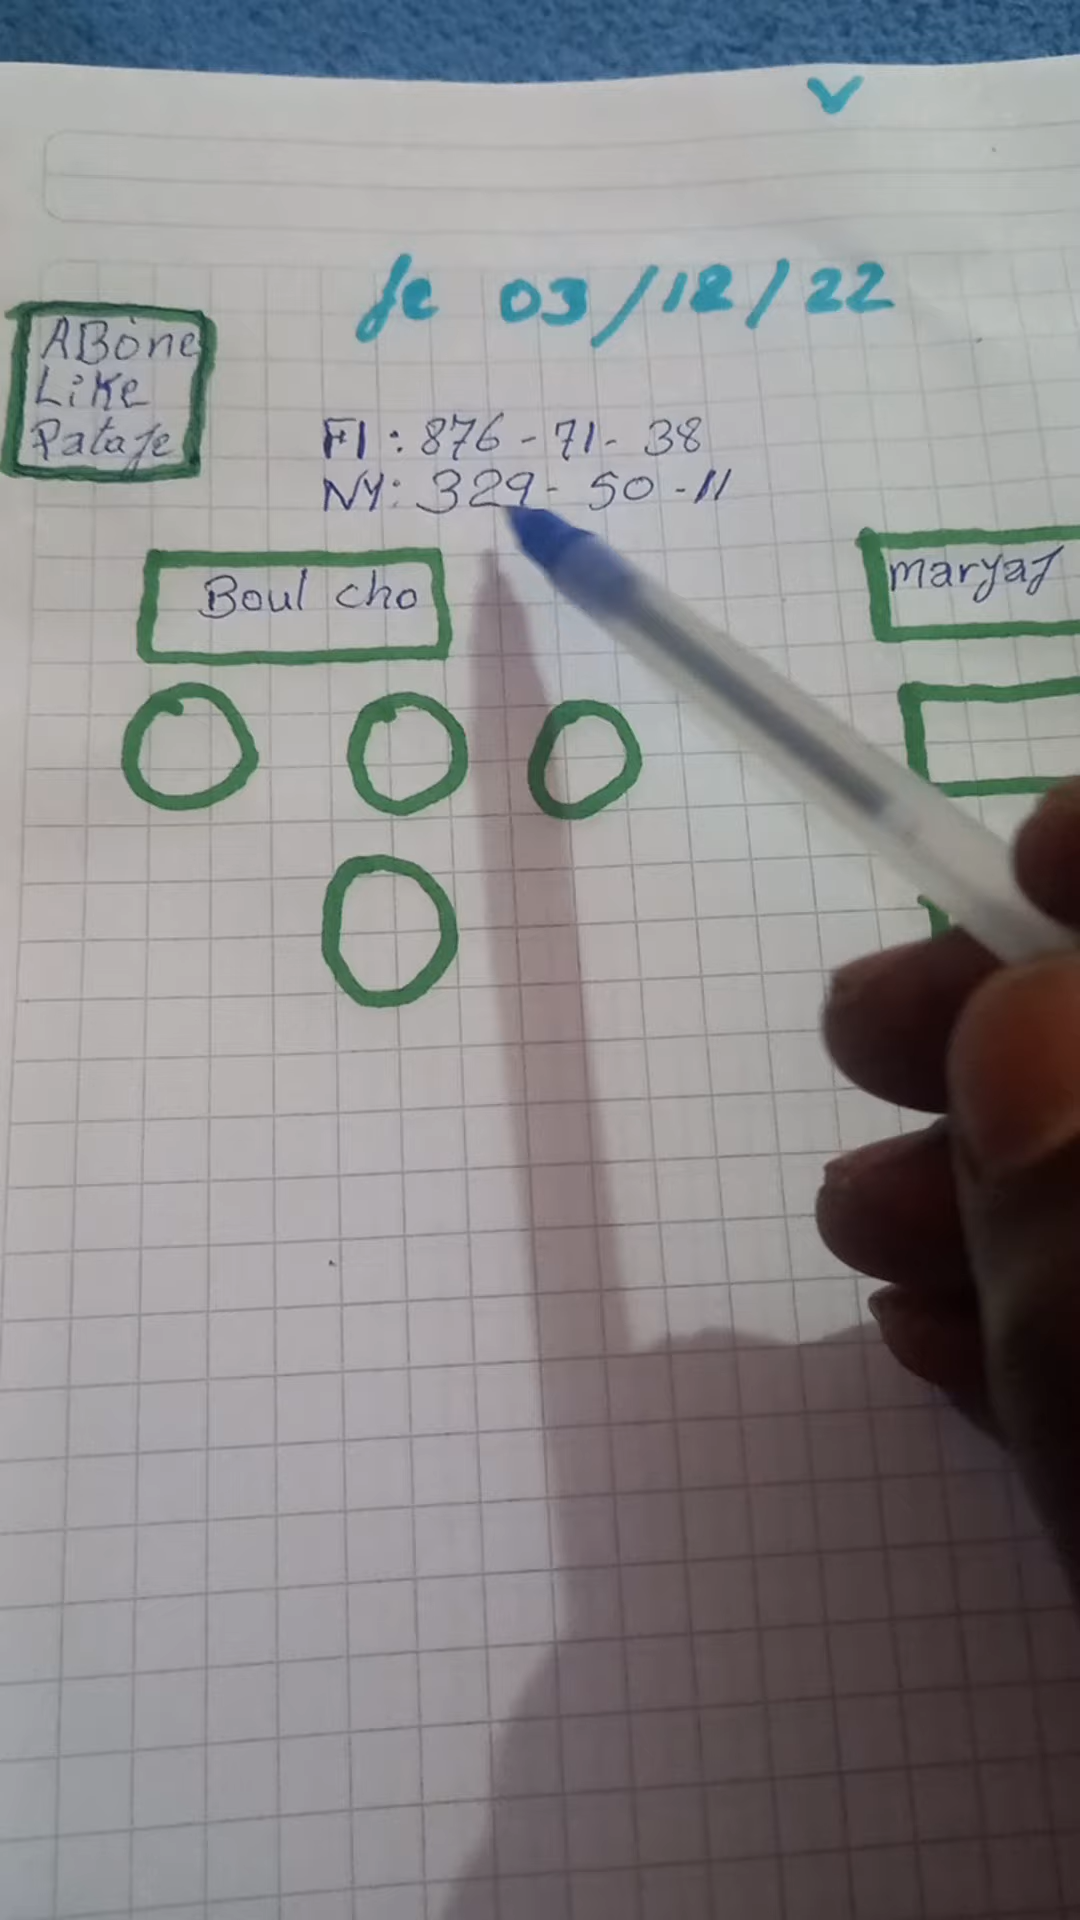 le 03/12/22
ABòne
Like
Pataje
Fl : 876 - 71 - 38
NY : 329 - 50 - 11
Boul cho
maryaj